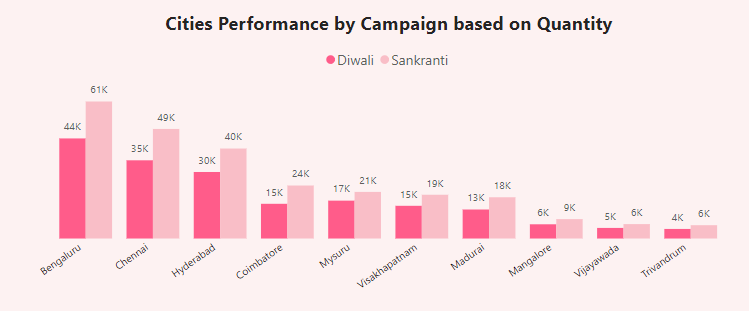 Cities Performance by Campaign based on Quantity
Diwali Sankranti
44K 61K 35K 49K 30K 40K 15K 24K 17K 21K 15K 19K 13K 18K 6K 9K 5K 6K 4K 6K
Bengaluru Chennai Hyderabad Coimbatore Mysuru Visakhapatnam Madurai Mangalore Vijayawada Trivandrum